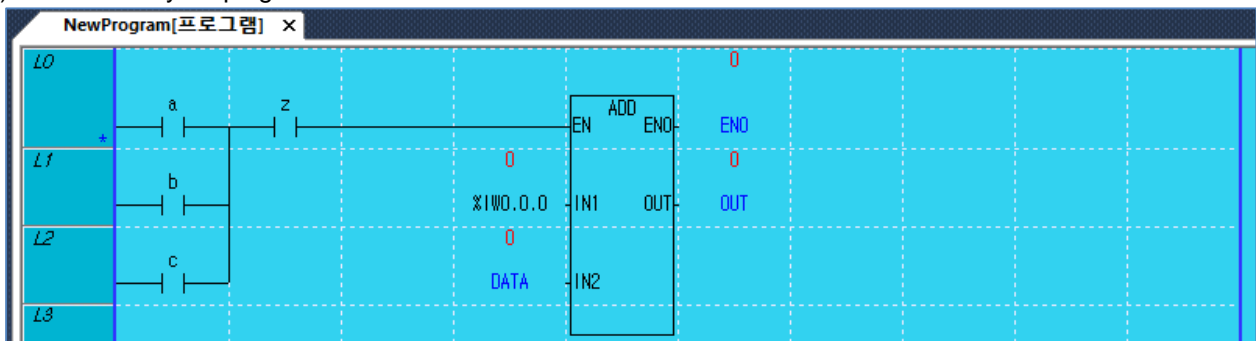 NewProgram[프로그램] ×
L0
0
a
z
ADD
*
EN
ENO
ENO
L1
0
0
b
%IW0.0.0
IN1
OUT
OUT
L2
0
c
DATA
IN2
L3